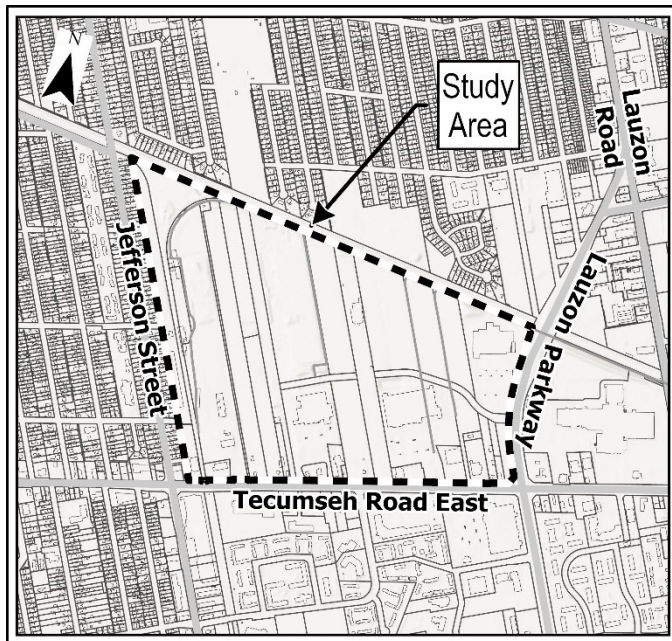 Study
Area
Lauzon
Road
Jefferson Street
Lauzon Parkway
Tecumseh Road East